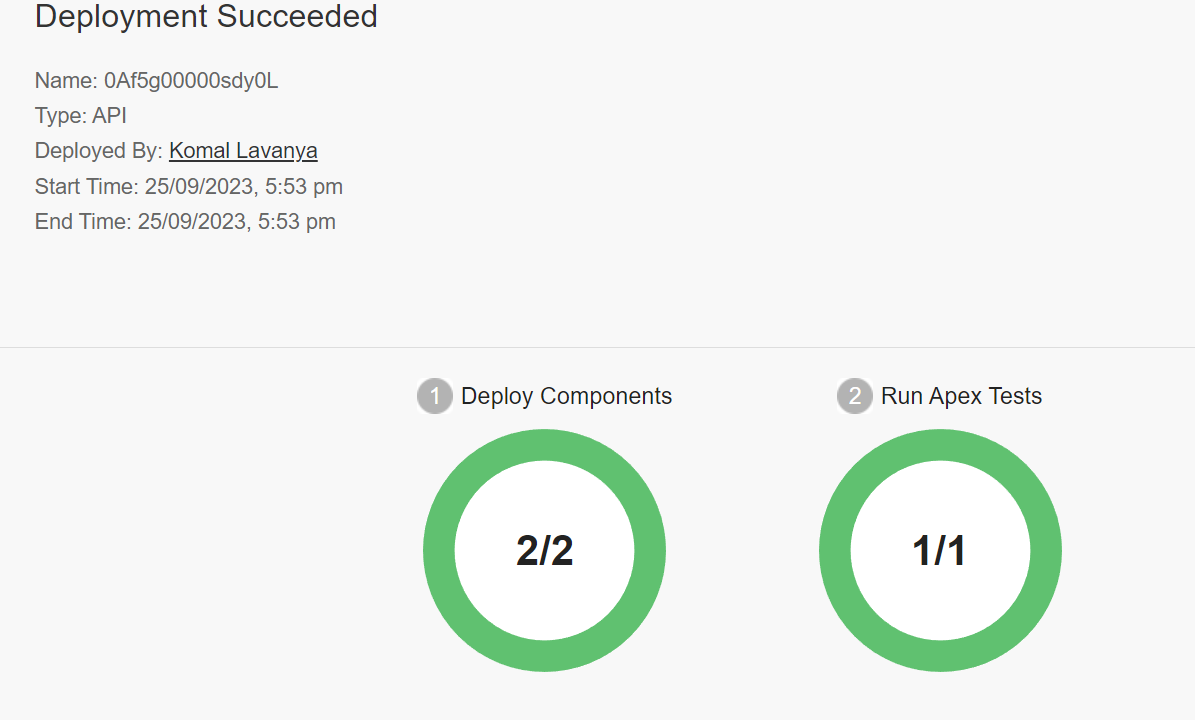 Deployment Succeeded
Name: 0Af5g00000sdy0L
Type: API
Deployed By: Komal Lavanya
Start Time: 25/09/2023, 5:53 pm
End Time: 25/09/2023, 5:53 pm
1 Deploy Components
2/2
2 Run Apex Tests
1/1